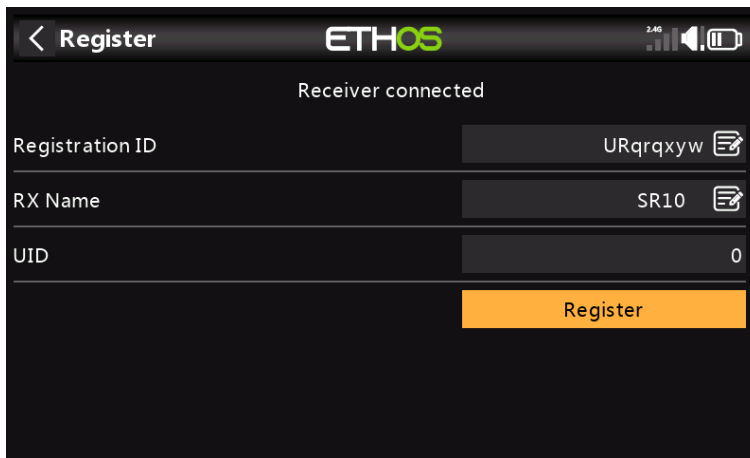 Register
ETHOS
2.4G
Receiver connected
Registration ID
URqrqxyw
RX Name
SR10
UID
0
Register